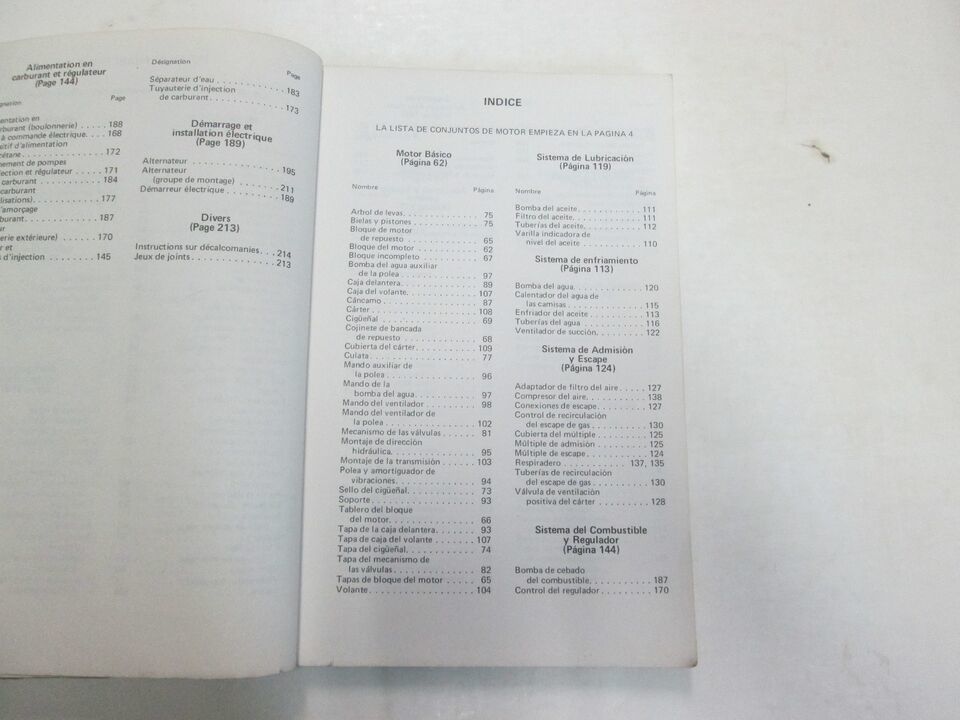 Alimentation en
carburant et régulateur
(Page 144)
Page
carburant (boulonnerie) . . . . . 188
à commande électrique. . . . 168
d'alimentation
. . . . . . . . . . . . . . . 172
de pompes
et régulateur . . . . . 171
carburant . . . . . . . . . . . . 184
carburant
. . . . . . . . . . . 177
d'amorçage
. . . . . . . . . . . . 187
extérieure) . . . . . . 170
et
d'injection . . . . . . . . . 145
Désignation
Page
Séparateur d'eau . . . . . . . . . . . 183
Tuyauterie d'injection
de carburant. . . . . . . . . . . . 173
Démarrage et
installation électrique
(Page 189)
Alternateur . . . . . . . . . . . . . . . . 195
Alternateur
(groupe de montage) . . . . . . . 211
Démarreur électrique . . . . . . . . . 189
Divers
(Page 213)
Instructions sur décalcomanies. . . 214
Jeux de joints. . . . . . . . . . . . . . . 213
INDICE
LA LISTA DE CONJUNTOS DE MOTOR EMPIEZA EN LA PAGINA 4
Motor Básico
(Página 62)
Nombre Página
Arbol de levas. . . . . . . . . . . . . 75
Bielas y pistones . . . . . . . . . . . 75
Bloque de motor
de repuesto . . . . . . . . . . . . 65
Bloque del motor . . . . . . . . . . 62
Bloque incompleto . . . . . . . . . 67
Bomba del agua auxiliar
de la polea . . . . . . . . . . . . . 97
Caja delantera. . . . . . . . . . . . . 89
Caja del volante. . . . . . . . . . . . 107
Cáncamo . . . . . . . . . . . . . . . . 87
Cárter . . . . . . . . . . . . . . . . . . 108
Cigüeñal . . . . . . . . . . . . . . . . 69
Cojinete de bancada
de repuesto . . . . . . . . . . . . 68
Cubierta del cárter. . . . . . . . . . 109
Culata . . . . . . . . . . . . . . . . . . 77
Mando auxiliar de
la polea . . . . . . . . . . . . . . . 96
Mando de la
bomba del agua. . . . . . . . . . 97
Mando del ventilador . . . . . . . . 98
Mando del ventilador de
la polea . . . . . . . . . . . . . . . 102
Mecanismo de las válvulas . . . . . 81
Montaje de dirección
hidráulica. . . . . . . . . . . . . . 95
Montaje de la transmisión . . . . . 103
Polea y amortiguador de
vibraciones. . . . . . . . . . . . . 94
Sello del cigüeñal. . . . . . . . . . . 73
Soporte . . . . . . . . . . . . . . . . . 93
Tablero del bloque
del motor. . . . . . . . . . . . . . 66
Tapa de la caja delantera. . . . . . 93
Tapa de caja del volante . . . . . . 107
Tapa del cigüeñal. . . . . . . . . . . 74
Tapa del mecanismo de
las válvulas . . . . . . . . . . . . . 82
Tapas de bloque del motor . . . . . 65
Volante. . . . . . . . . . . . . . . . . 104
Sistema de Lubricación
(Página 119)
Nombre Página
Bomba del aceite. . . . . . . . . . . 111
Filtro del aceite. . . . . . . . . . . . 111
Tuberías del aceite. . . . . . . . . . 112
Varilla indicadora de
nivel del aceite . . . . . . . . . . 110
Sistema de enfriamiento
(Página 113)
Bomba del agua. . . . . . . . . . . . 120
Calentador del agua de
las camisas. . . . . . . . . . . . . 115
Enfriador del aceite . . . . . . . . . 113
Tuberías del agua . . . . . . . . . . 116
Ventilador de succión. . . . . . . . 122
Sistema de Admisión
y Escape
(Página 124)
Adaptador de filtro del aire. . . . . 127
Compresor del aire. . . . . . . . . . 138
Conexiones de escape. . . . . . . . 127
Control de recirculación
del escape de gas . . . . . . . . . 130
Cubierta del múltiple . . . . . . . . 125
Múltiple de admisión . . . . . . . . 125
Múltiple de escape. . . . . . . . . . 124
Respiradero . . . . . . . . . . 137, 135
Tuberías de recirculación
del escape de gas . . . . . . . . . 130
Válvula de ventilación
positiva del cárter . . . . . . . . 128
Sistema del Combustible
y Regulador
(Página 144)
Bomba de cebado
del combustible. . . . . . . . . . 187
Control del regulador . . . . . . . . 170